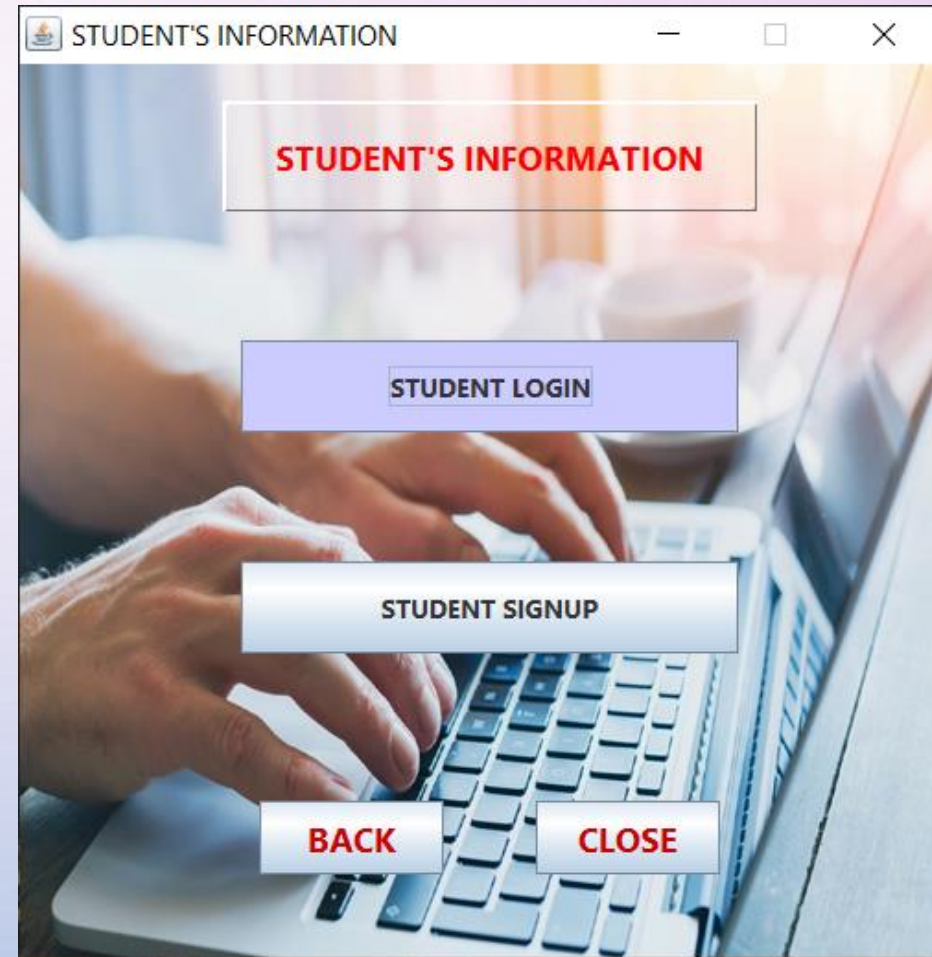 STUDENT'S INFORMATION
STUDENT'S INFORMATION
STUDENT LOGIN
STUDENT SIGNUP
BACK
CLOSE